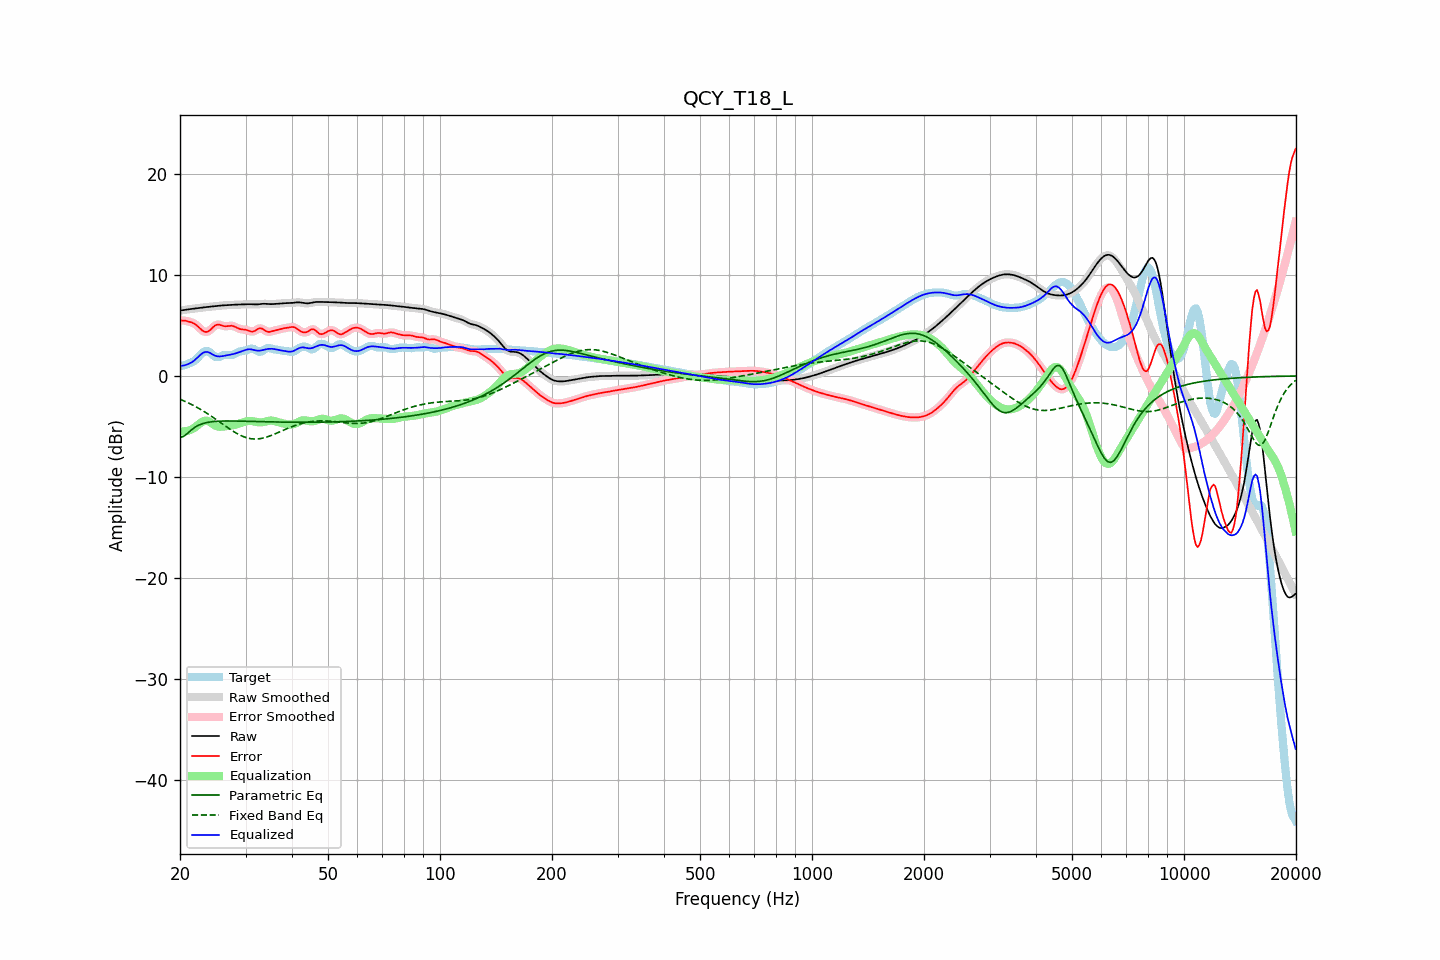 QCY_T18_L
Amplitude (dBr)
20
10
0
−10
−20
−30
−40
Target
Raw Smoothed
Error Smoothed
Raw
Error
Equalization
Parametric Eq
Fixed Band Eq
Equalized
20 50 100 200 500 1000 2000 5000 10000 20000
Frequency (Hz)